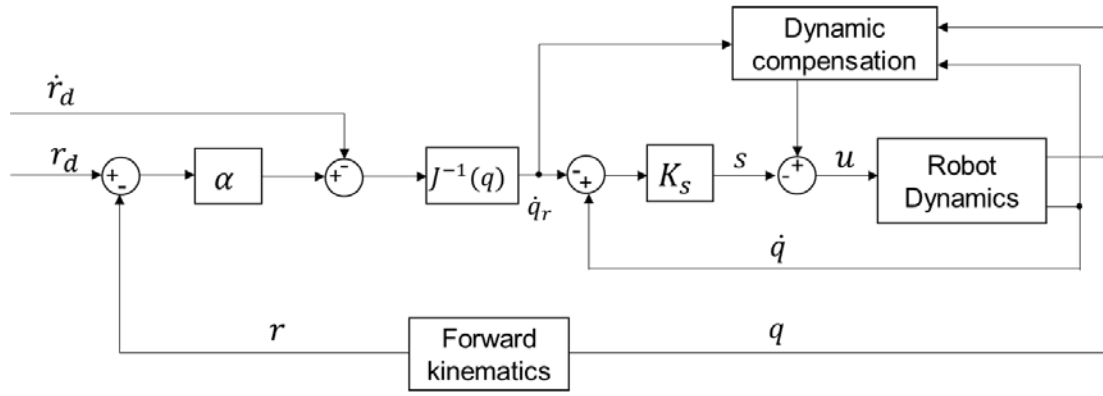 Dynamic
compensation
ṙ_d
r_d
+
-
α
+
-
J⁻¹(q)
q̇_r
-
+
K_s
s
-
+
u
Robot
Dynamics
q̇
r
Forward
kinematics
q